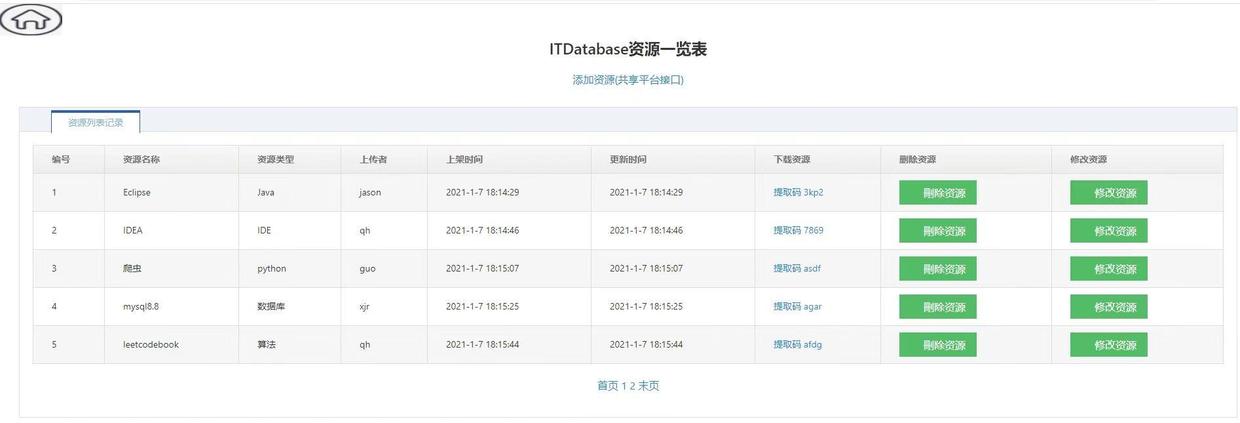 ITDatabase资源一览表
添加资源(共享平台接口)
资源列表记录
编号 资源名称 资源类型 上传者 上架时间 更新时间 下载资源 删除资源 修改资源
1 Eclipse Java jason 2021-1-7 18:14:29 2021-1-7 18:14:29 提取码 3kp2 刪除资源 修改资源
2 IDEA IDE qh 2021-1-7 18:14:46 2021-1-7 18:14:46 提取码 7869 刪除资源 修改资源
3 爬虫 python guo 2021-1-7 18:15:07 2021-1-7 18:15:07 提取码 asdf 刪除资源 修改资源
4 mysql8.8 数据库 xjr 2021-1-7 18:15:25 2021-1-7 18:15:25 提取码 agar 刪除资源 修改资源
5 leetcodebook 算法 qh 2021-1-7 18:15:44 2021-1-7 18:15:44 提取码 afdg 刪除资源 修改资源
首页 1 2 末页